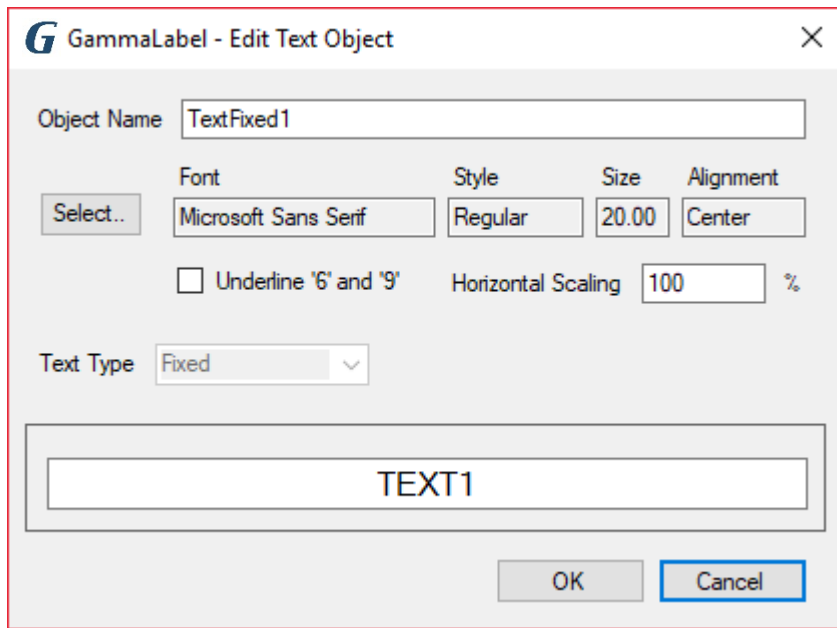 G GammaLabel - Edit Text Object
Object Name TextFixed1
Font Style Size Alignment
Select.. Microsoft Sans Serif Regular 20.00 Center
Underline '6' and '9' Horizontal Scaling 100 %
Text Type Fixed
TEXT1
OK Cancel